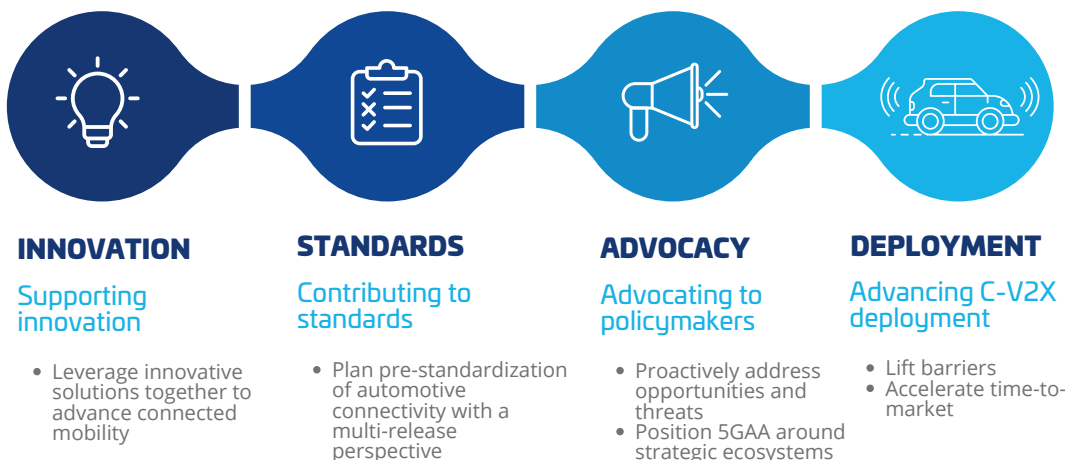 INNOVATION
Supporting
innovation
• Leverage innovative
solutions together to
advance connected
mobility
STANDARDS
Contributing to
standards
• Plan pre-standardization
of automotive
connectivity with a
multi-release
perspective
ADVOCACY
Advocating to
policymakers
• Proactively address
opportunities and
threats
• Position 5GAA around
strategic ecosystems
DEPLOYMENT
Advancing C-V2X
deployment
• Lift barriers
• Accelerate time-to-
market